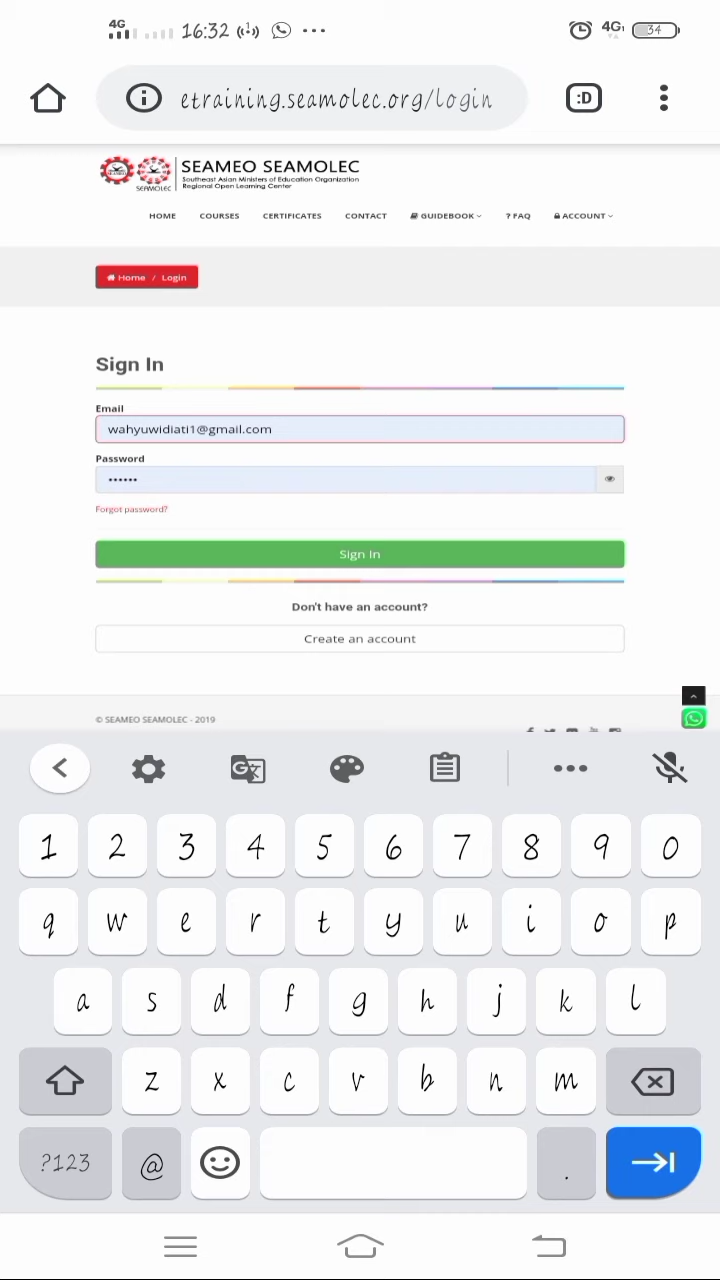 4G 16:32 4G 34
etraining.seamolec.org/login :D
SEAMEO SEAMOLEC
Southeast Asian Ministers of Education Organization
Regional Open Learning Center
SEAMOLEC
HOME COURSES CERTIFICATES CONTACT GUIDEBOOK ? FAQ ACCOUNT
Home / Login
Sign In
Email
wahyuwidiati1@gmail.com
Password
••••••
Forgot password?
Sign In
Don't have an account?
Create an account
© SEAMEO SEAMOLEC - 2019
1 2 3 4 5 6 7 8 9 0
q w e r t y u i o p
a s d f g h j k l
z x c v b n m
?123 @ .